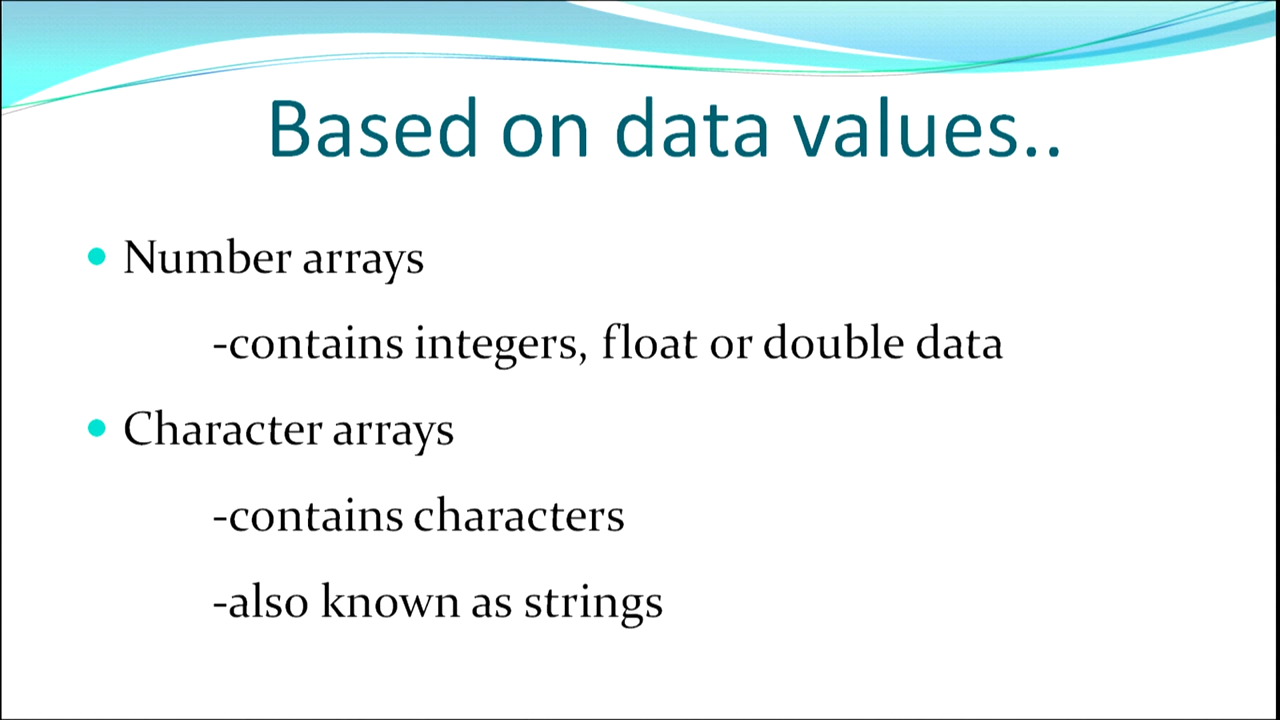 Based on data values..
• Number arrays
-contains integers, float or double data
• Character arrays
-contains characters
-also known as strings